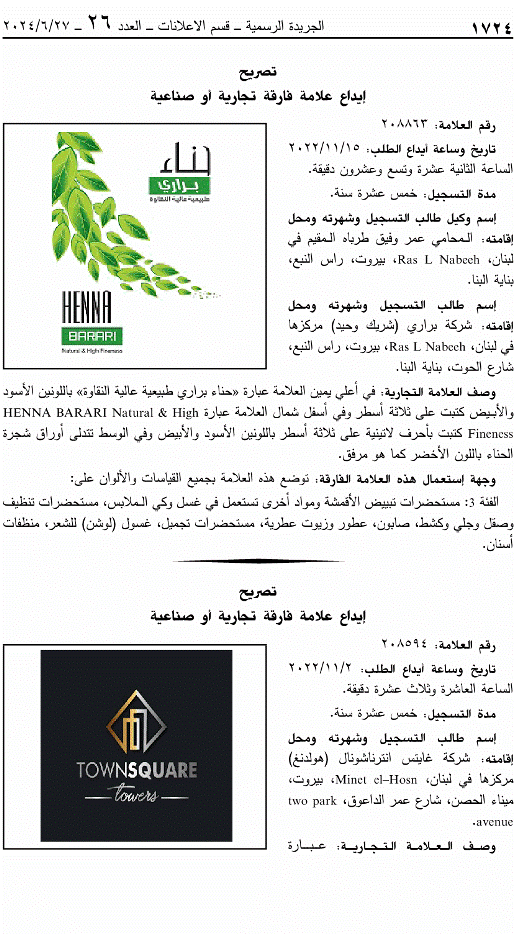 ١٧٢٤
الجريدة الرسمية ــ قسم الاعلانات ــ العدد ٢٦ ــ ٢٠٢٤/٦/٢٧
تصريح
إيداع علامة فارقة تجارية أو صناعية
رقم العلامة: ٢٠٨٨٦٣
تاريخ وساعة أيداع الطلب: ٢٠٢٢/١١/١٥
الساعة الثانية عشرة وتسع وعشرون دقيقة.
مدة التسجيل: خمس عشرة سنة.
إسم وكيل طالب التسجيل وشهرته ومحل
إقامته: المحامي عمر وفيق طرباه المقيم في
لبنان، Ras L Nabeeh، بيروت، راس النبع،
بناية البنا.
إسم طالب التسجيل وشهرته ومحل
إقامته: شركة براري (شريك وحيد) مركزها
في لبنان، Ras L Nabeeh، بيروت، راس النبع،
شارع الحوت، بناية البنا.
حناء
براري
طبيعية عالية النقاوة
HENNA
BARARI
Natural & High Fineness
وصف العلامة التجارية: في أعلي يمين العلامة عبارة «حناء براري طبيعية عالية النقاوة» باللونين الأسود
والأبيض كتبت على ثلاثة أسطر وفي أسفل شمال العلامة عبارة HENNA BARARI Natural & High
Fineness كتبت بأحرف لاتينية على ثلاثة أسطر باللونين الأسود والأبيض وفي الوسط تتدلى أوراق شجرة
الحناء باللون الأخضر كما هو مرفق.
وجهة إستعمال هذه العلامة الفارقة: توضع هذه العلامة بجميع القياسات والألوان على:
الفئة 3: مستحضرات تبييض الأقمشة ومواد أخرى تستعمل في غسل وكي الملابس، مستحضرات تنظيف
وصقل وجلي وكشط، صابون، عطور وزيوت عطرية، مستحضرات تجميل، غسول (لوشن) للشعر، منظفات
أسنان.
تصريح
إيداع علامة فارقة تجارية أو صناعية
رقم العلامة: ٢٠٨٥٩٤
تاريخ وساعة أيداع الطلب: ٢٠٢٢/١١/٢
الساعة العاشرة وثلاث عشرة دقيقة.
مدة التسجيل: خمس عشرة سنة.
إسم طالب التسجيل وشهرته ومحل
إقامته: شركة غايتس انترناشونال (هولدنغ)
مركزها في لبنان، Minet el–Hosn، بيروت،
ميناء الحصن، شارع عمر الداعوق، two park
avenue.
وصف العلامة التجارية: عبارة
TOWNSQUARE
towers